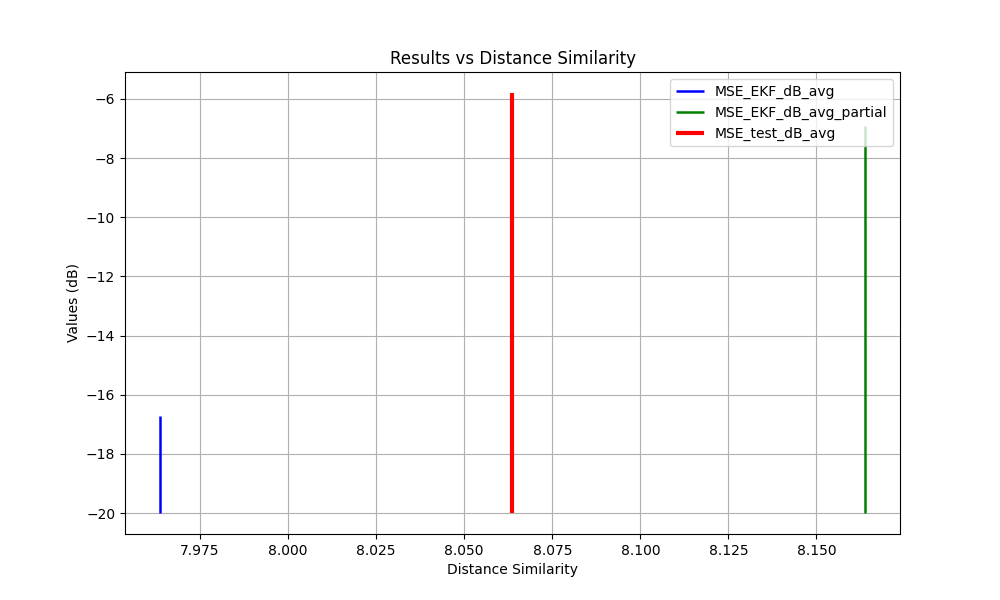 Results vs Distance Similarity
MSE_EKF_dB_avg
MSE_EKF_dB_avg_partial
MSE_test_dB_avg
Values (dB)
−6
−8
−10
−12
−14
−16
−18
−20
7.975 8.000 8.025 8.050 8.075 8.100 8.125 8.150
Distance Similarity